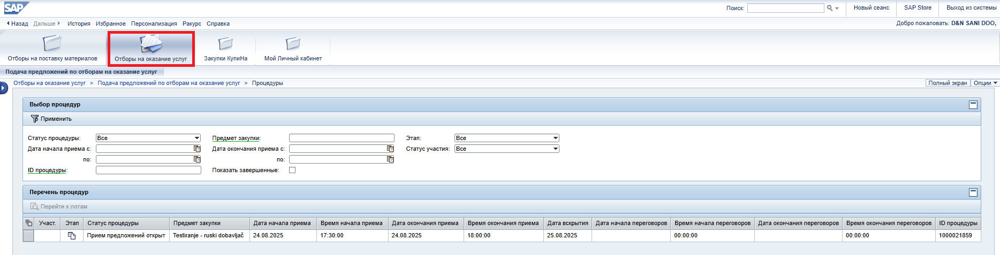 SAP
Поиск: Новый сеанс SAP Store Выход из системы
Назад Дальше История Избранное Персонализация Ракурс Справка Добро пожаловать: D&N SANI DOO,
Отборы на поставку материалов Отборы на оказание услуг Закупки КупиНа Мой Личный кабинет
Подача предложений по отборам на оказание услуг
Отборы на оказание услуг > Подача предложений по отборам на оказание услуг > Процедуры Полный экран Опции
Выбор процедур
Применить
Статус процедуры: Все Предмет закупки: Этап: Все
Дата начала приема с: Дата окончания приема с: Статус участия: Все
по: по:
ID процедуры: Показать завершенные:
Перечень процедур
Перейти к лотам
Участ. Этап Статус процедуры Предмет закупки Дата начала приема Время начала приема Дата окончания приема Время окончания приема Дата вскрытия Дата начала переговоров Время начала переговоров Дата окончания переговоров Время окончания переговоров ID процедуры
Прием предложений открыт Testiranje - ruski dobavljač 24.08.2025 17:30:00 24.08.2025 18:00:00 25.08.2025 00:00:00 00:00:00 1000021859